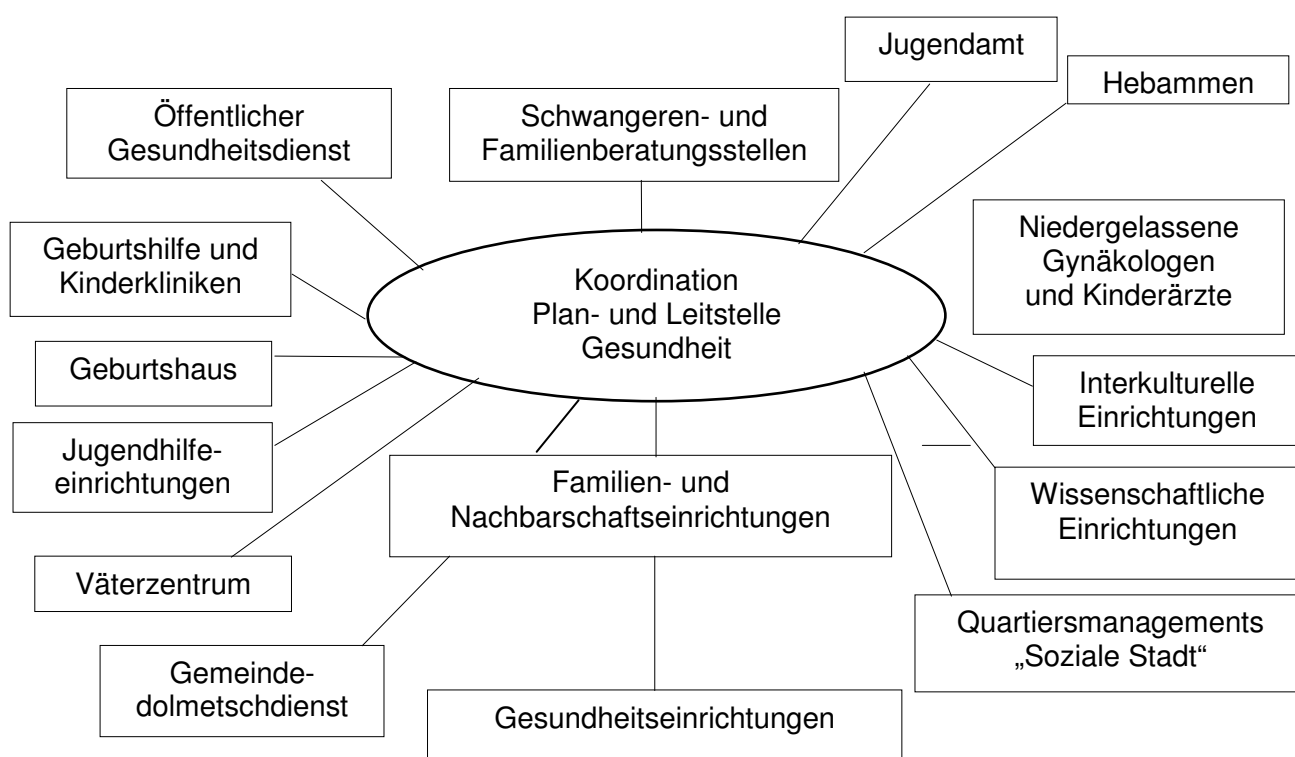 Jugendamt
Hebammen
Öffentlicher
Gesundheitsdienst
Schwangeren- und
Familienberatungsstellen
Niedergelassene
Gynäkologen
und Kinderärzte
Geburtshilfe und
Kinderkliniken
Koordination
Plan- und Leitstelle
Gesundheit
Geburtshaus
Interkulturelle
Einrichtungen
Jugendhilfe-
einrichtungen
Familien- und
Nachbarschaftseinrichtungen
Wissenschaftliche
Einrichtungen
Väterzentrum
Quartiersmanagements
„Soziale Stadt“
Gemeinde-
dolmetschdienst
Gesundheitseinrichtungen